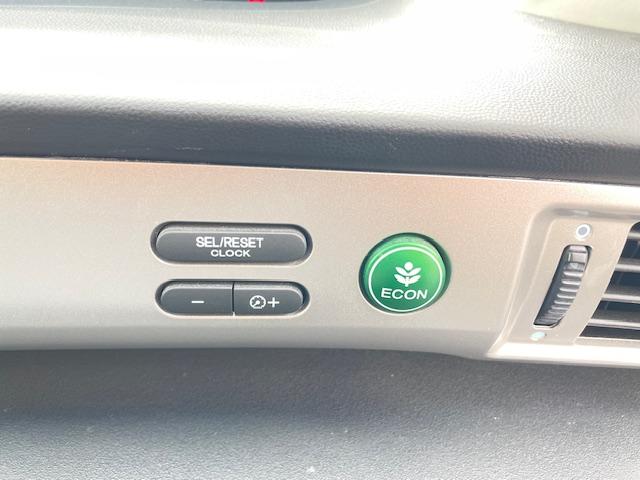 SEL/RESET
CLOCK
− +
ECON